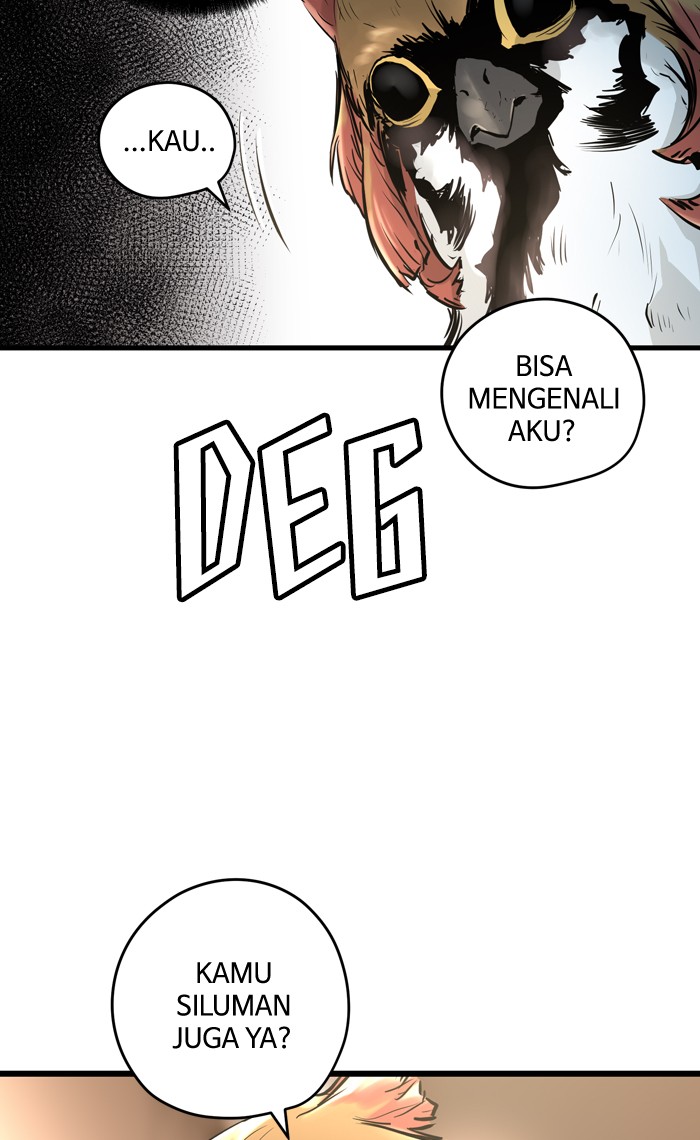 ...KAU..
BISA
MENGENALI
AKU?
DEG
KAMU
SILUMAN
JUGA YA?